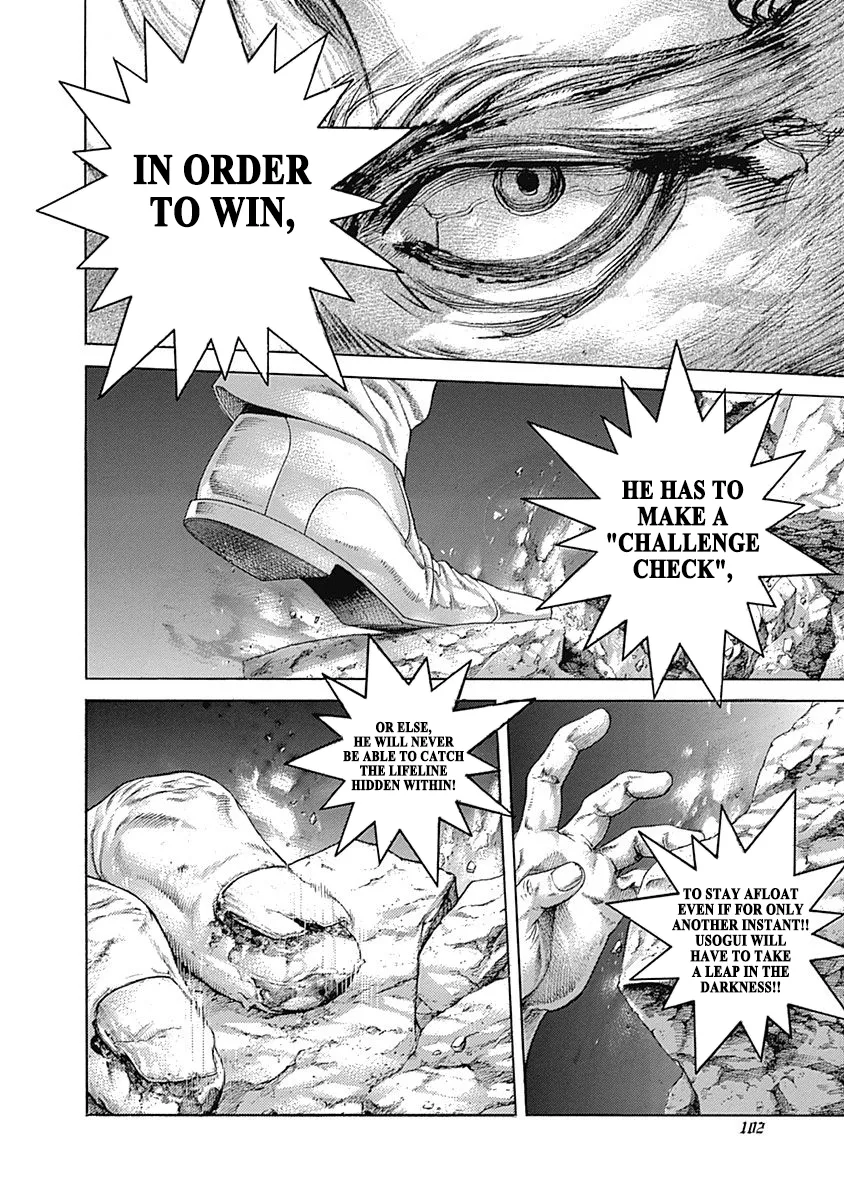 IN ORDER
TO WIN,
HE HAS TO
MAKE A
"CHALLENGE
CHECK",
OR ELSE,
HE WILL NEVER
BE ABLE TO CATCH
THE LIFELINE
HIDDEN WITHIN!
TO STAY AFLOAT
EVEN IF FOR ONLY
ANOTHER INSTANT!!
USOGUI WILL
HAVE TO TAKE
A LEAP IN THE
DARKNESS!!
102